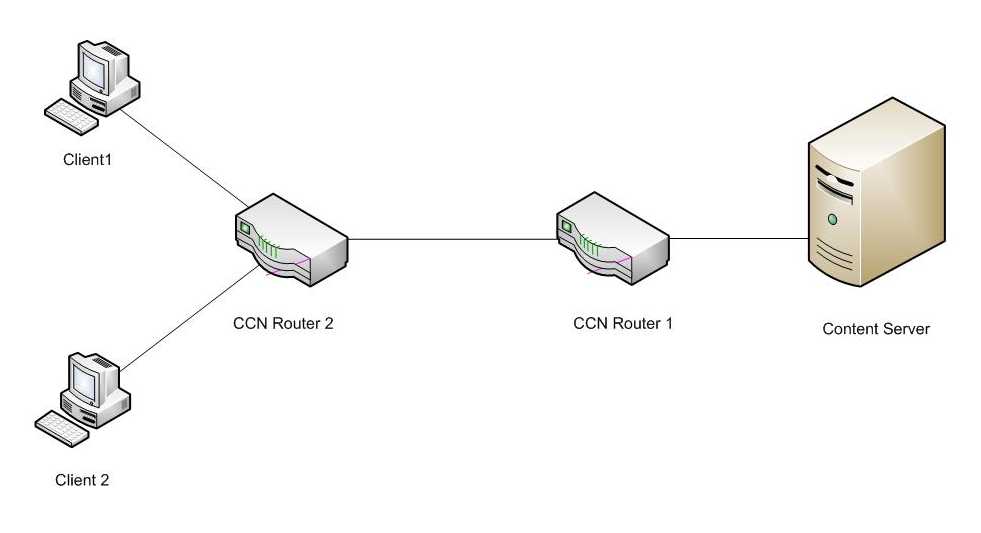 Client1
CCN Router 2
CCN Router 1
Content Server
Client 2